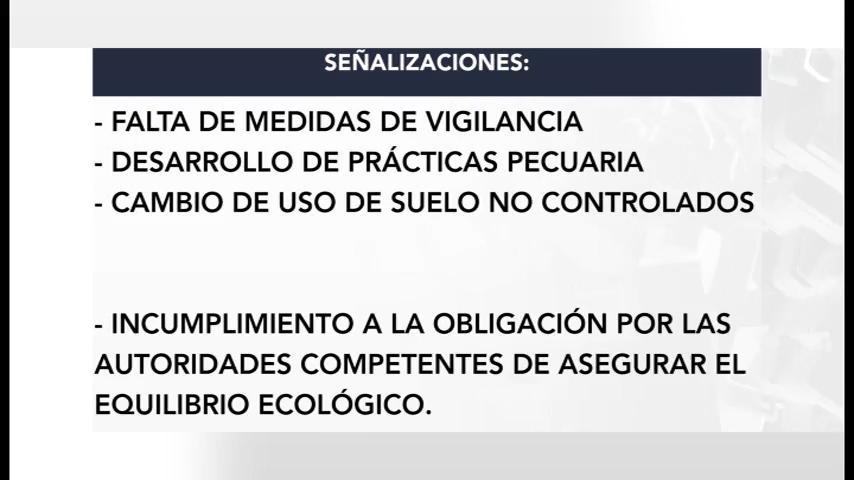 SEÑALIZACIONES:
- FALTA DE MEDIDAS DE VIGILANCIA
- DESARROLLO DE PRÁCTICAS PECUARIA
- CAMBIO DE USO DE SUELO NO CONTROLADOS
- INCUMPLIMIENTO A LA OBLIGACIÓN POR LAS
AUTORIDADES COMPETENTES DE ASEGURAR EL
EQUILIBRIO ECOLÓGICO.